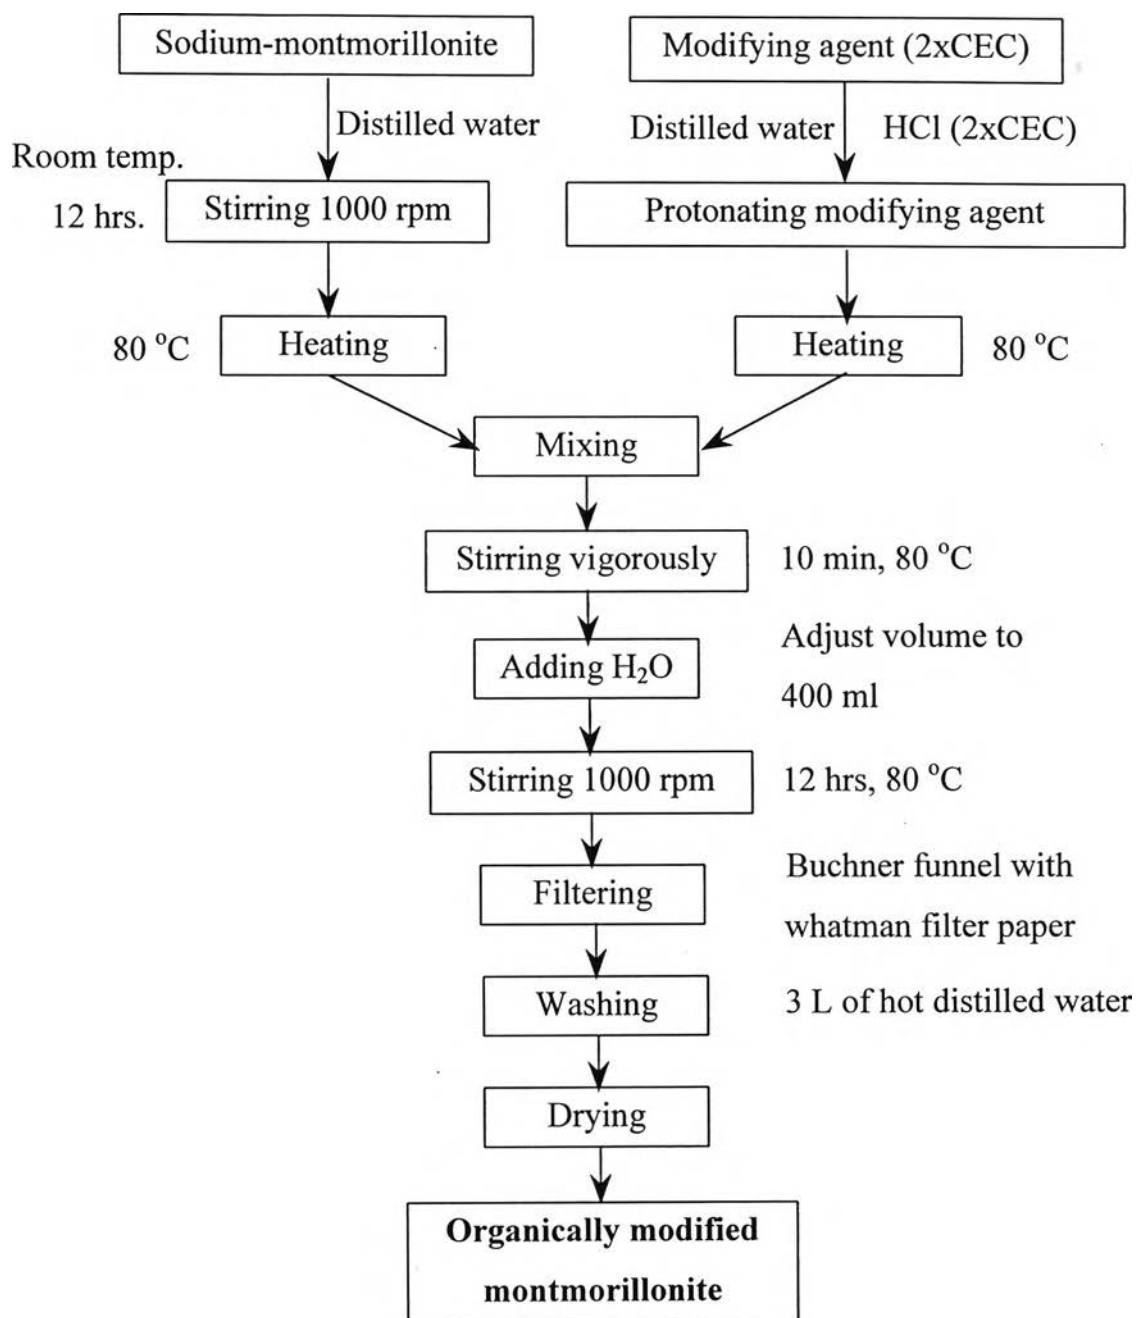 Sodium-montmorillonite
Modifying agent (2xCEC)
Distilled water
Distilled water
HCl (2xCEC)
Room temp.
12 hrs.
Stirring 1000 rpm
Protonating modifying agent
80 °C
Heating
Heating
80 °C
Mixing
Stirring vigorously
10 min, 80 °C
Adding H₂O
Adjust volume to
400 ml
Stirring 1000 rpm
12 hrs, 80 °C
Filtering
Buchner funnel with
whatman filter paper
Washing
3 L of hot distilled water
Drying
Organically modified
montmorillonite